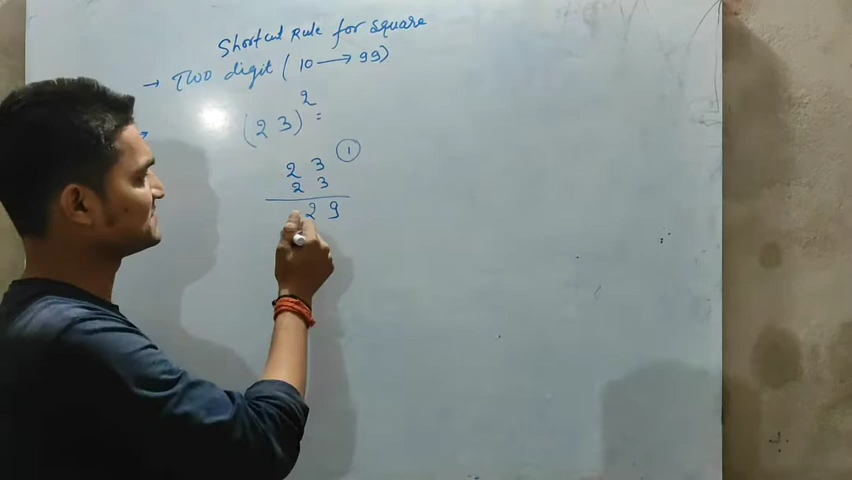 Shortcut Rule for square
→ Two digit (10 → 99)
(23)² =
23 ①
23
29